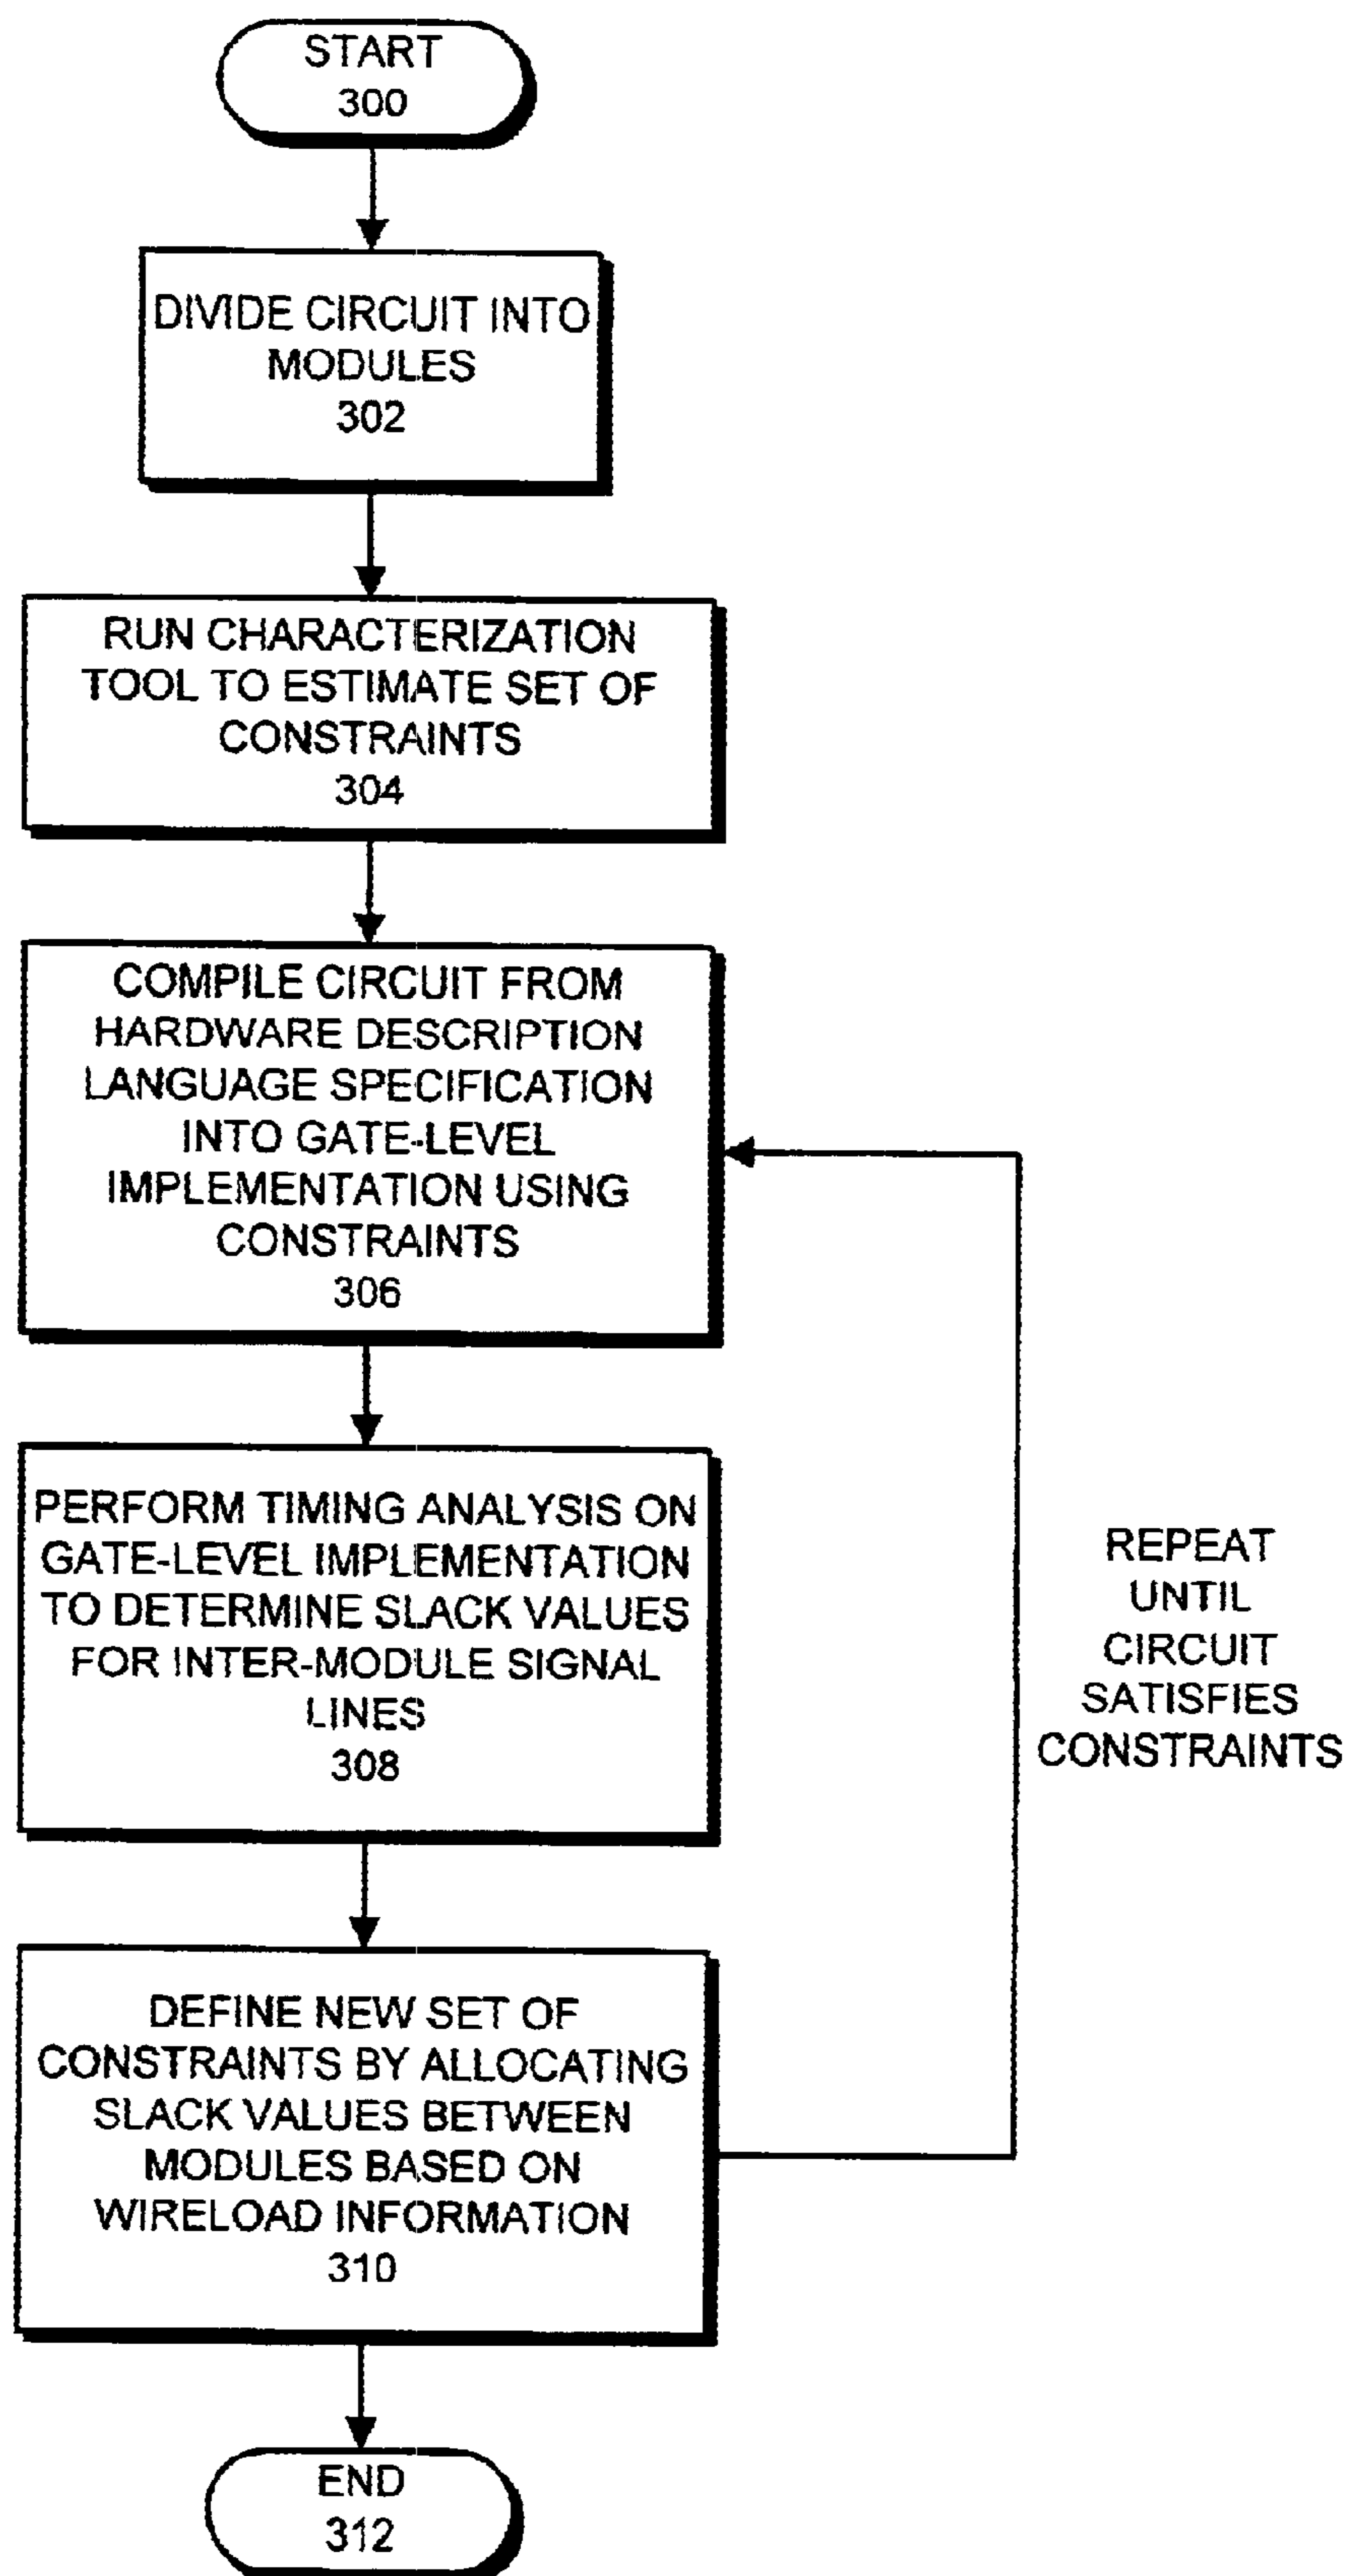 START
300
DIVIDE CIRCUIT INTO
MODULES
302
RUN CHARACTERIZATION
TOOL TO ESTIMATE SET OF
CONSTRAINTS
304
COMPILE CIRCUIT FROM
HARDWARE DESCRIPTION
LANGUAGE SPECIFICATION
INTO GATE-LEVEL
IMPLEMENTATION USING
CONSTRAINTS
306
PERFORM TIMING ANALYSIS ON
GATE-LEVEL IMPLEMENTATION
TO DETERMINE SLACK VALUES
FOR INTER-MODULE SIGNAL
LINES
308
REPEAT
UNTIL
CIRCUIT
SATISFIES
CONSTRAINTS
DEFINE NEW SET OF
CONSTRAINTS BY ALLOCATING
SLACK VALUES BETWEEN
MODULES BASED ON
WIRELOAD INFORMATION
310
END
312